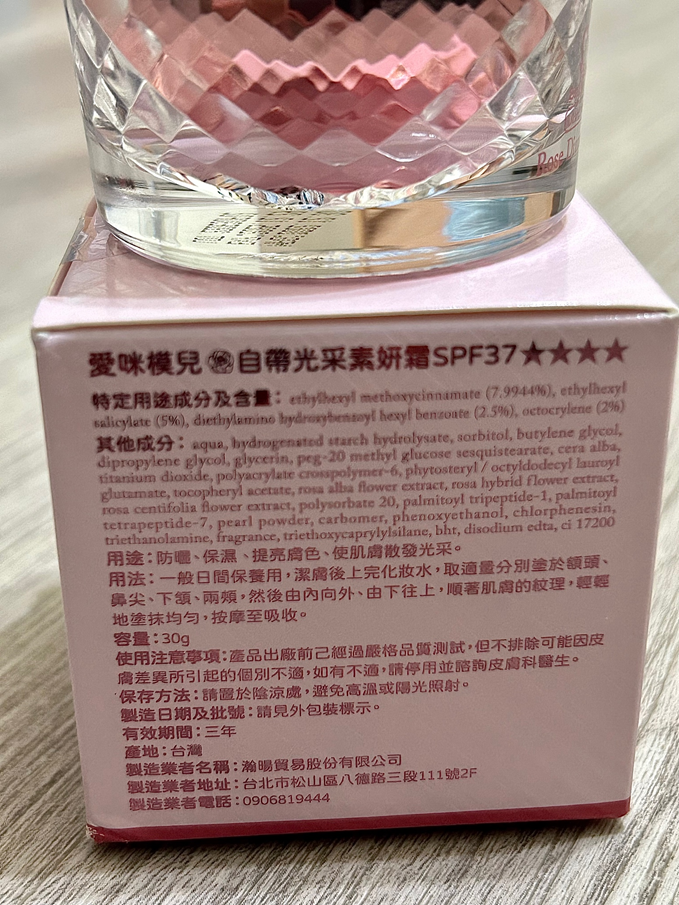 Rose D
愛咪模兒 自帶光采素妍霜SPF37★★★★
特定用途成分及含量：ethylhexyl methoxycinnamate (7.9944%), ethylhexyl
salicylate (5%), diethylamino hydroxybenzoyl hexyl benzoate (2.5%), octocrylene (2%)
其他成分：aqua, hydrogenated starch hydrolysate, sorbitol, butylene glycol,
dipropylene glycol, glycerin, peg-20 methyl glucose sesquistearate, cera alba,
titanium dioxide, polyacrylate crosspolymer-6, phytosteryl / octyldodecyl lauroyl
glutamate, tocopheryl acetate, rosa alba flower extract, rosa hybrid flower extract,
rosa centifolia flower extract, polysorbate 20, palmitoyl tripeptide-1, palmitoyl
tetrapeptide-7, pearl powder, carbomer, phenoxyethanol, chlorphenesin,
triethanolamine, fragrance, triethoxycaprylylsilane, bht, disodium edta, ci 17200
用途：防曬、保濕、提亮膚色、使肌膚散發光采。
用法：一般日間保養用，潔膚後上完化妝水，取適量分別塗於額頭、
鼻尖、下頷、兩頰，然後由內向外、由下往上，順著肌膚的紋理，輕輕
地塗抹均勻，按摩至吸收。
容量：30g
使用注意事項：產品出廠前已經過嚴格品質測試，但不排除可能因皮
膚差異所引起的個別不適，如有不適，請停用並諮詢皮膚科醫生。
保存方法：請置於陰涼處，避免高溫或陽光照射。
製造日期及批號：請見外包裝標示。
有效期間：三年
產地：台灣
製造業者名稱：瀚暘貿易股份有限公司
製造業者地址：台北市松山區八德路三段111號2F
製造業者電話：0906819444